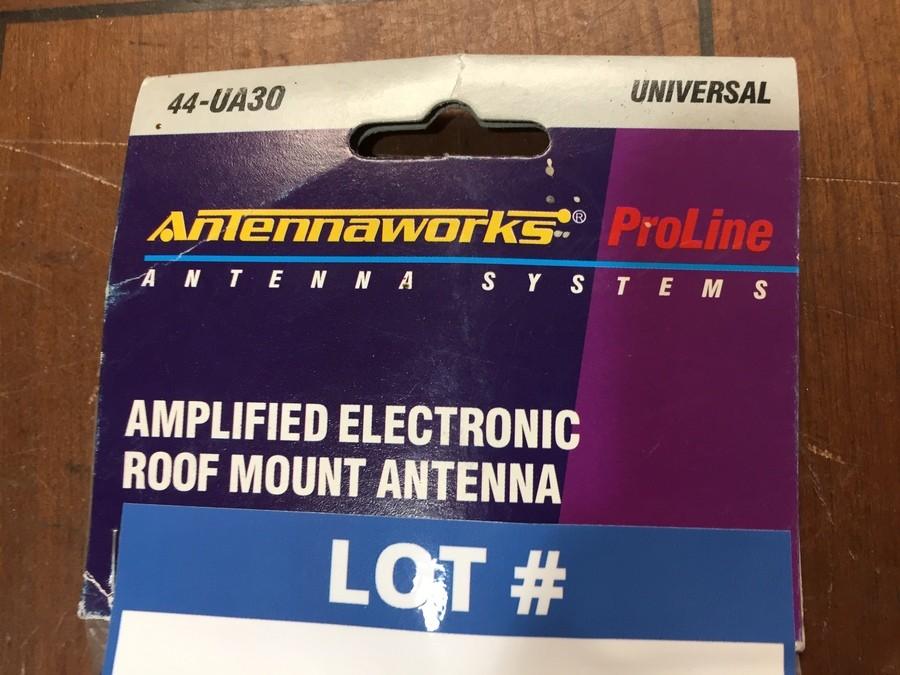 44-UA30 UNIVERSAL
Antennaworks® ProLine
ANTENNA SYSTEMS
AMPLIFIED ELECTRONIC
ROOF MOUNT ANTENNA
LOT #